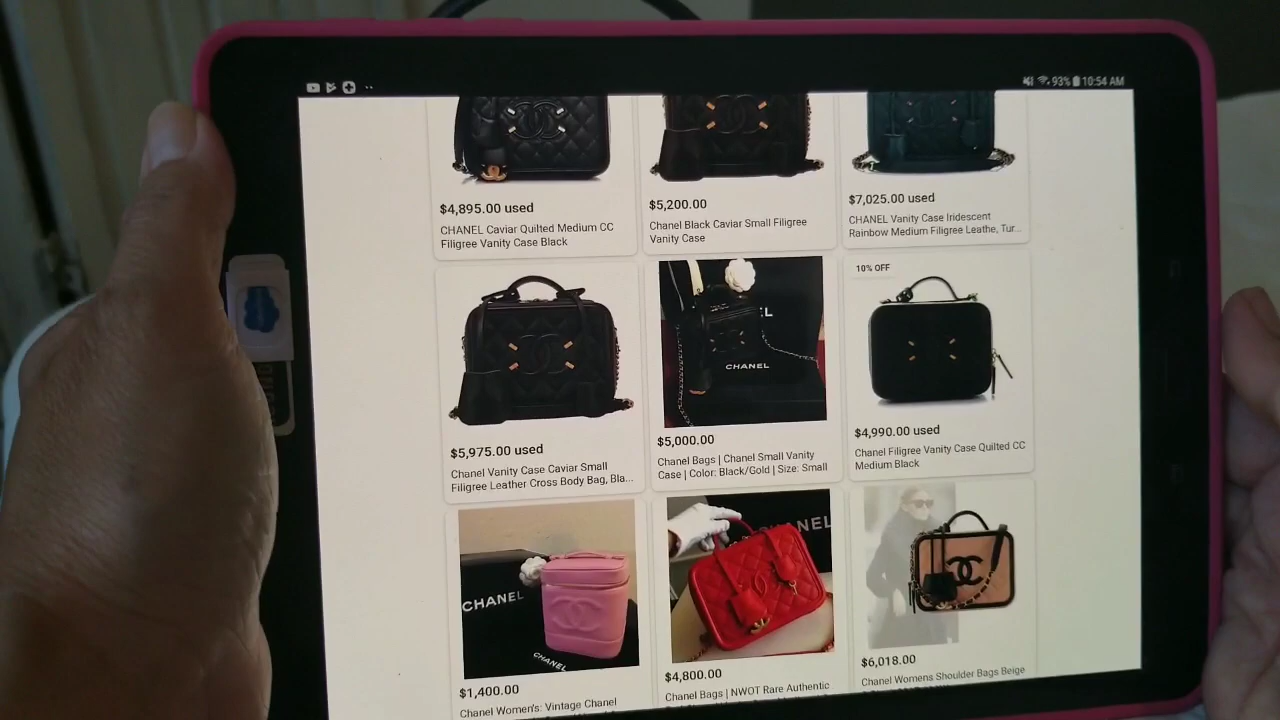 93% 10:54 AM
$4,895.00 used
CHANEL Caviar Quilted Medium CC
Filigree Vanity Case Black
$5,200.00
Chanel Black Caviar Small Filigree
Vanity Case
$7,025.00 used
CHANEL Vanity Case Iridescent
Rainbow Medium Filigree Leathe, Tur...
$5,975.00 used
Chanel Vanity Case Caviar Small
Filigree Leather Cross Body Bag, Bla...
CHANEL
$5,000.00
Chanel Bags | Chanel Small Vanity
Case | Color: Black/Gold | Size: Small
10% OFF
$4,990.00 used
Chanel Filigree Vanity Case Quilted CC
Medium Black
CHANEL
CHANEL
$1,400.00
Chanel Women's: Vintage Chanel
CHANEL
$4,800.00
Chanel Bags | NWOT Rare Authentic
$6,018.00
Chanel Womens Shoulder Bags Beige